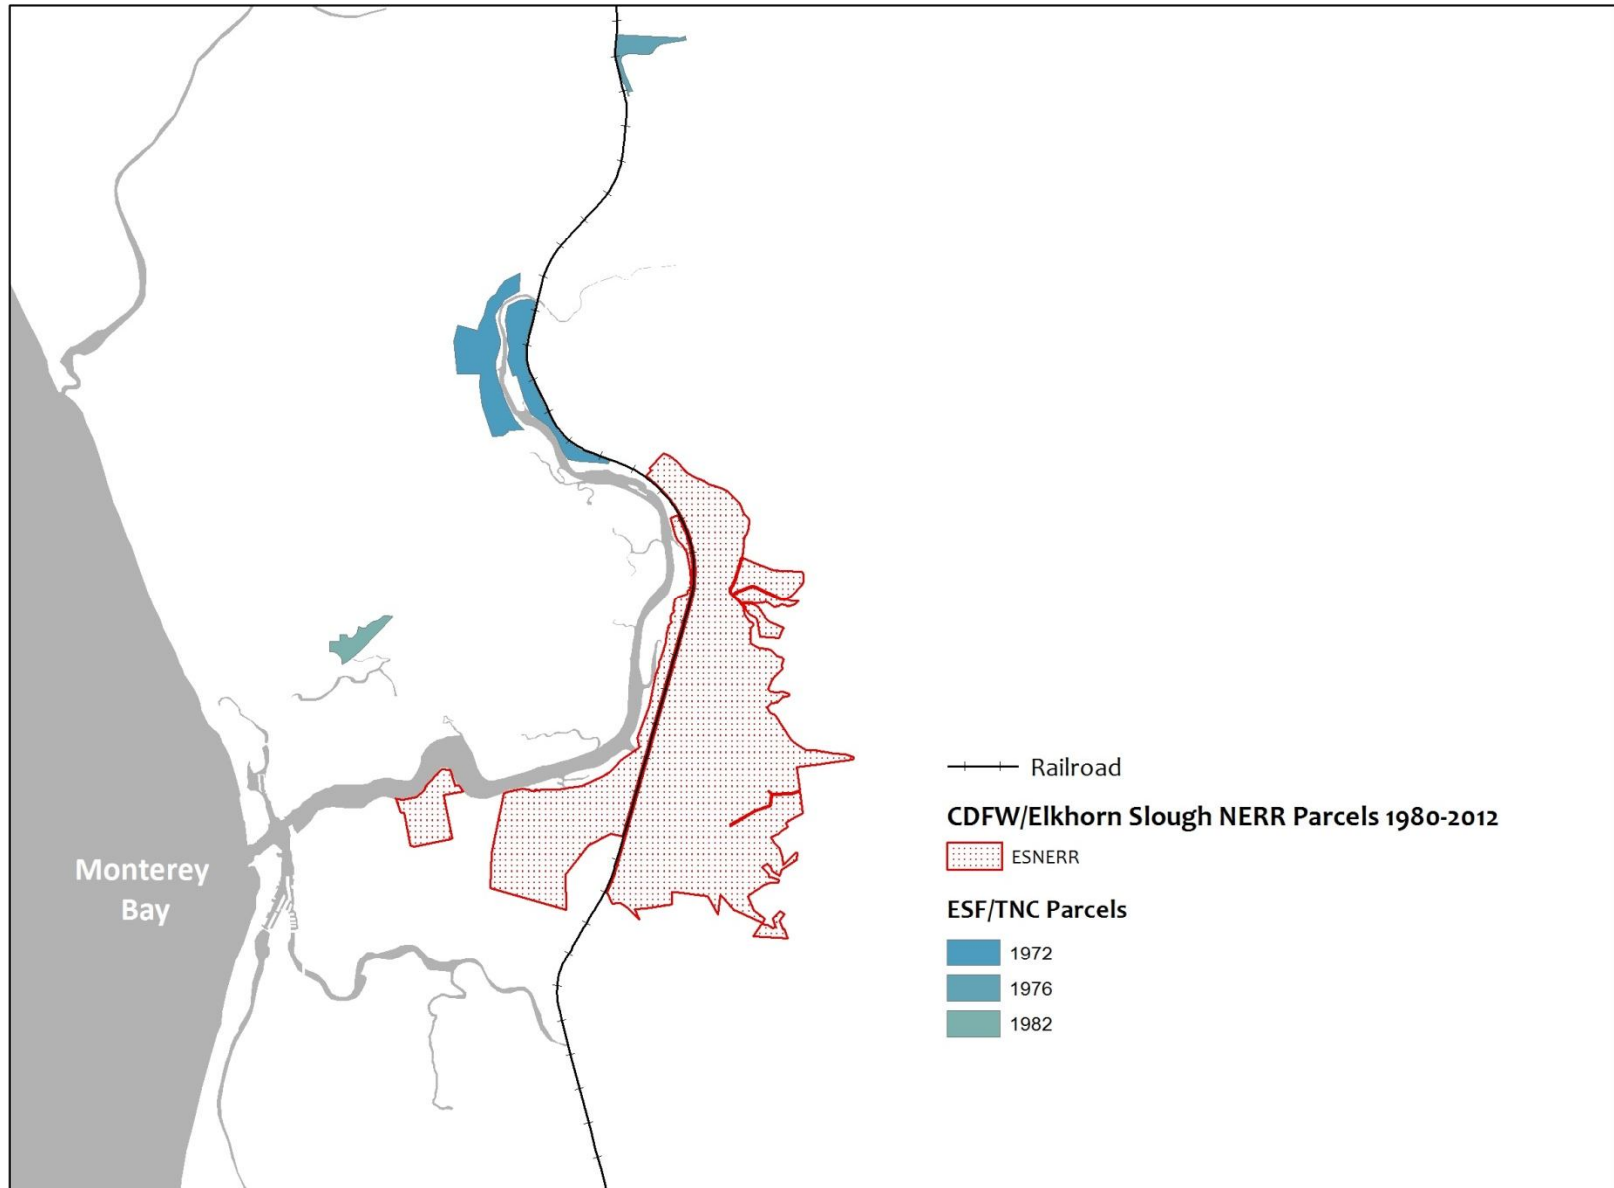 Monterey
Bay
Railroad
CDFW/Elkhorn Slough NERR Parcels 1980-2012
ESNERR
ESF/TNC Parcels
1972
1976
1982